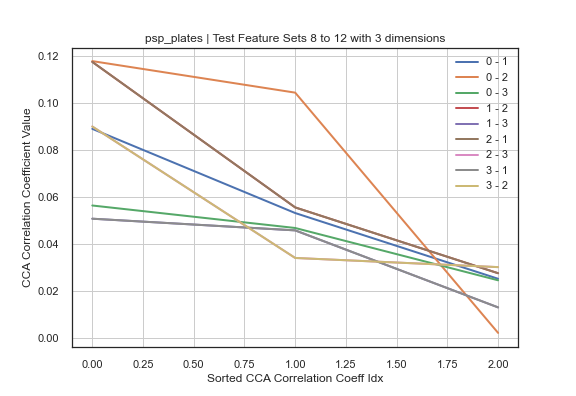 psp_plates | Test Feature Sets 8 to 12 with 3 dimensions
CCA Correlation Coefficient Value
0.12
0.10
0.08
0.06
0.04
0.02
0.00
0 - 1
0 - 2
0 - 3
1 - 2
1 - 3
2 - 1
2 - 3
3 - 1
3 - 2
0.00 0.25 0.50 0.75 1.00 1.25 1.50 1.75 2.00
Sorted CCA Correlation Coeff Idx